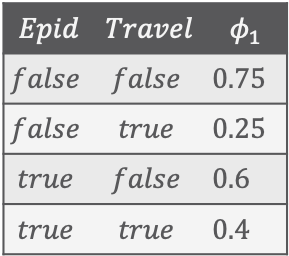 Epid Travel ϕ₁
false false 0.75
false true 0.25
true false 0.6
true true 0.4